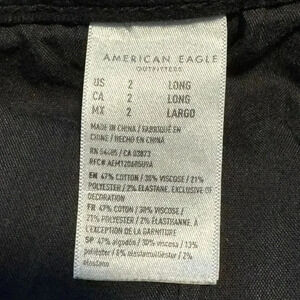 AMERICAN EAGLE
OUTFITTERS
US 2 LONG
CA 2 LONG
MX 2 LARGO
MADE IN CHINA / FABRIQUÉ EN
CHINE / HECHO EN CHINA
RN 54485 / CA 03873
RFC#
EN 47% COTTON / 30% VISCOSE / 21%
POLYESTER / 2% ELASTANE, EXCLUSIVE OF
DECORATION
FR 47% COTON / 30% VISCOSE /
21% POLYESTER / 2% ÉLASTHANNE / À
L'EXCEPTION DE LA GARNITURE
SP 47% algodón / 30% viscosa / 13%
poliéster / 8% / 2%
elastano